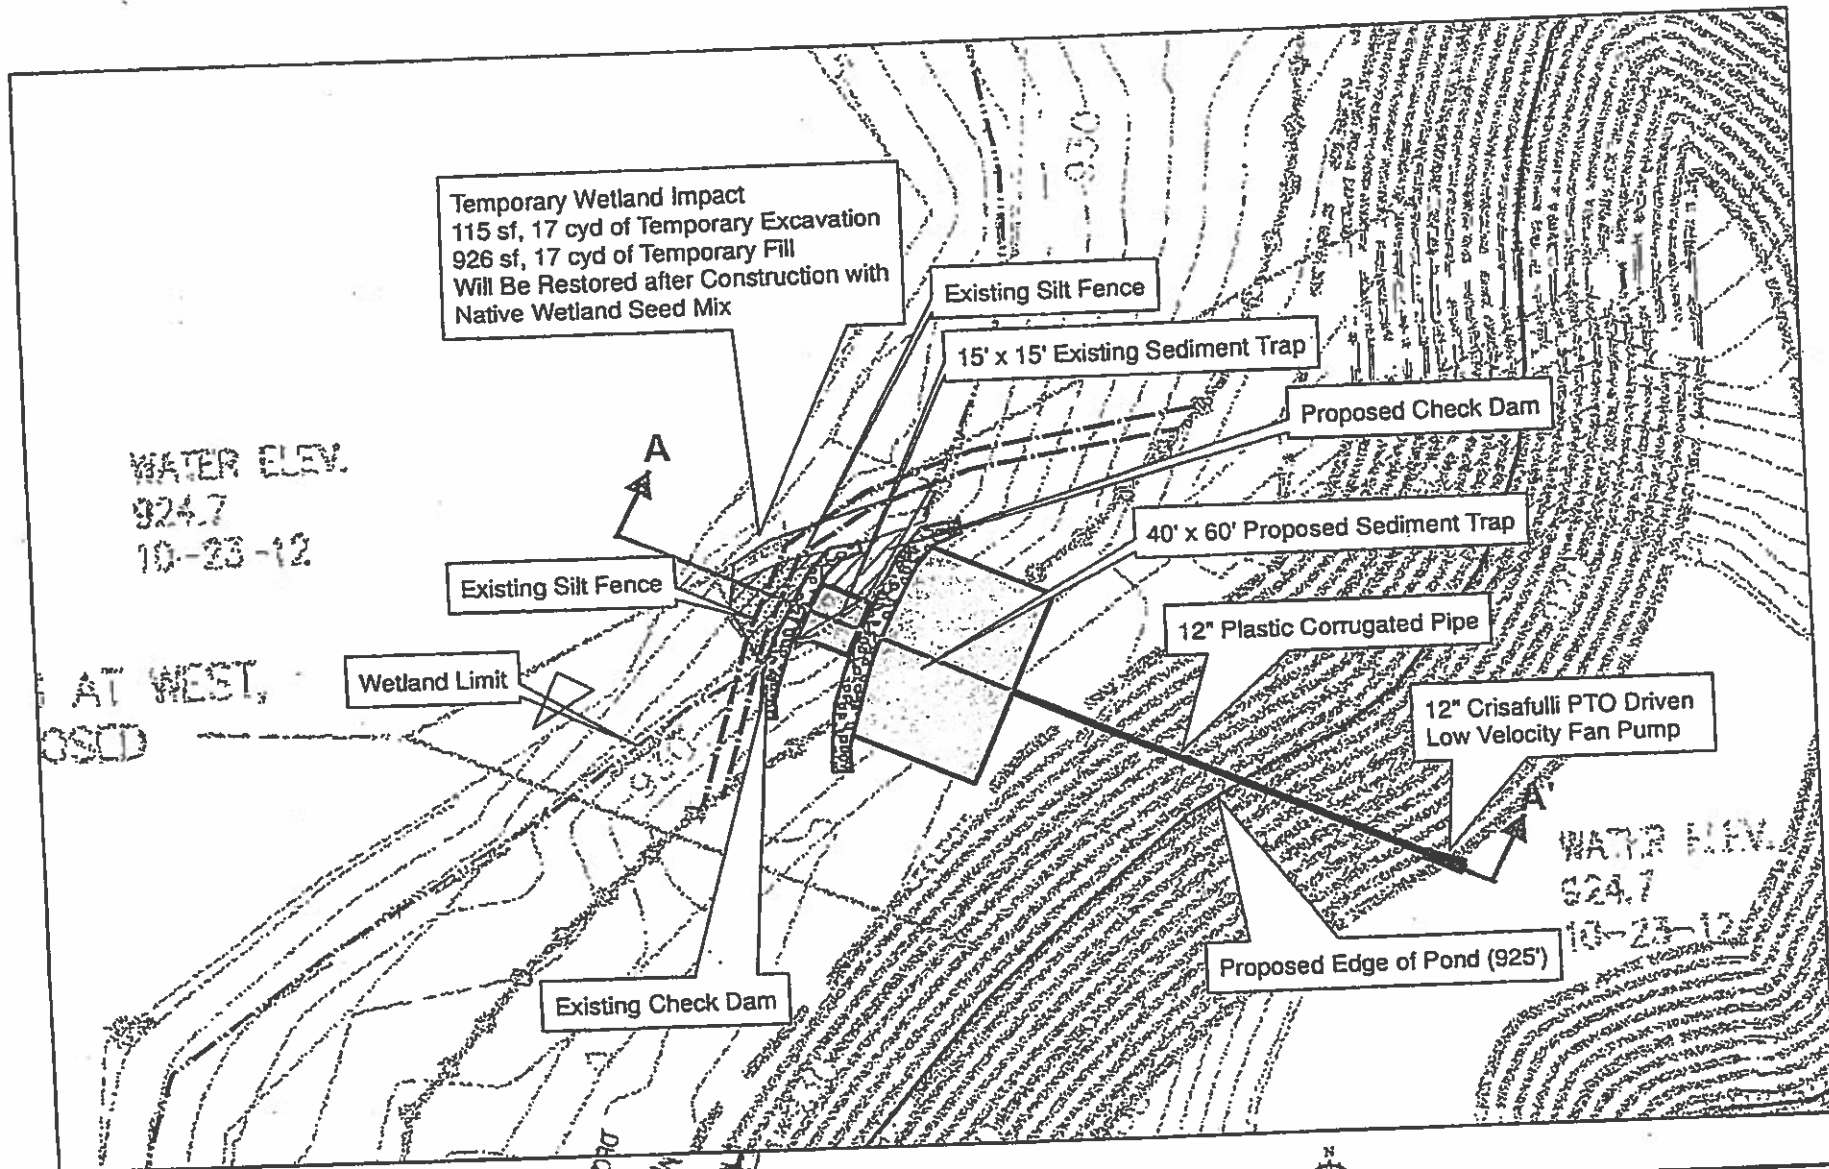 Temporary Wetland Impact
115 sf, 17 cyd of Temporary Excavation
926 sf, 17 cyd of Temporary Fill
Will Be Restored after Construction with
Native Wetland Seed Mix
Existing Silt Fence
15' x 15' Existing Sediment Trap
Proposed Check Dam
A
WATER ELEV.
924.7
10-23-12
40' x 60' Proposed Sediment Trap
Existing Silt Fence
12" Plastic Corrugated Pipe
Wetland Limit
AT WEST,
12" Crisafulli PTO Driven
Low Velocity Fan Pump
920
A'
WATER ELEV.
924.7
10-23-12
Proposed Edge of Pond (925')
Existing Check Dam
N